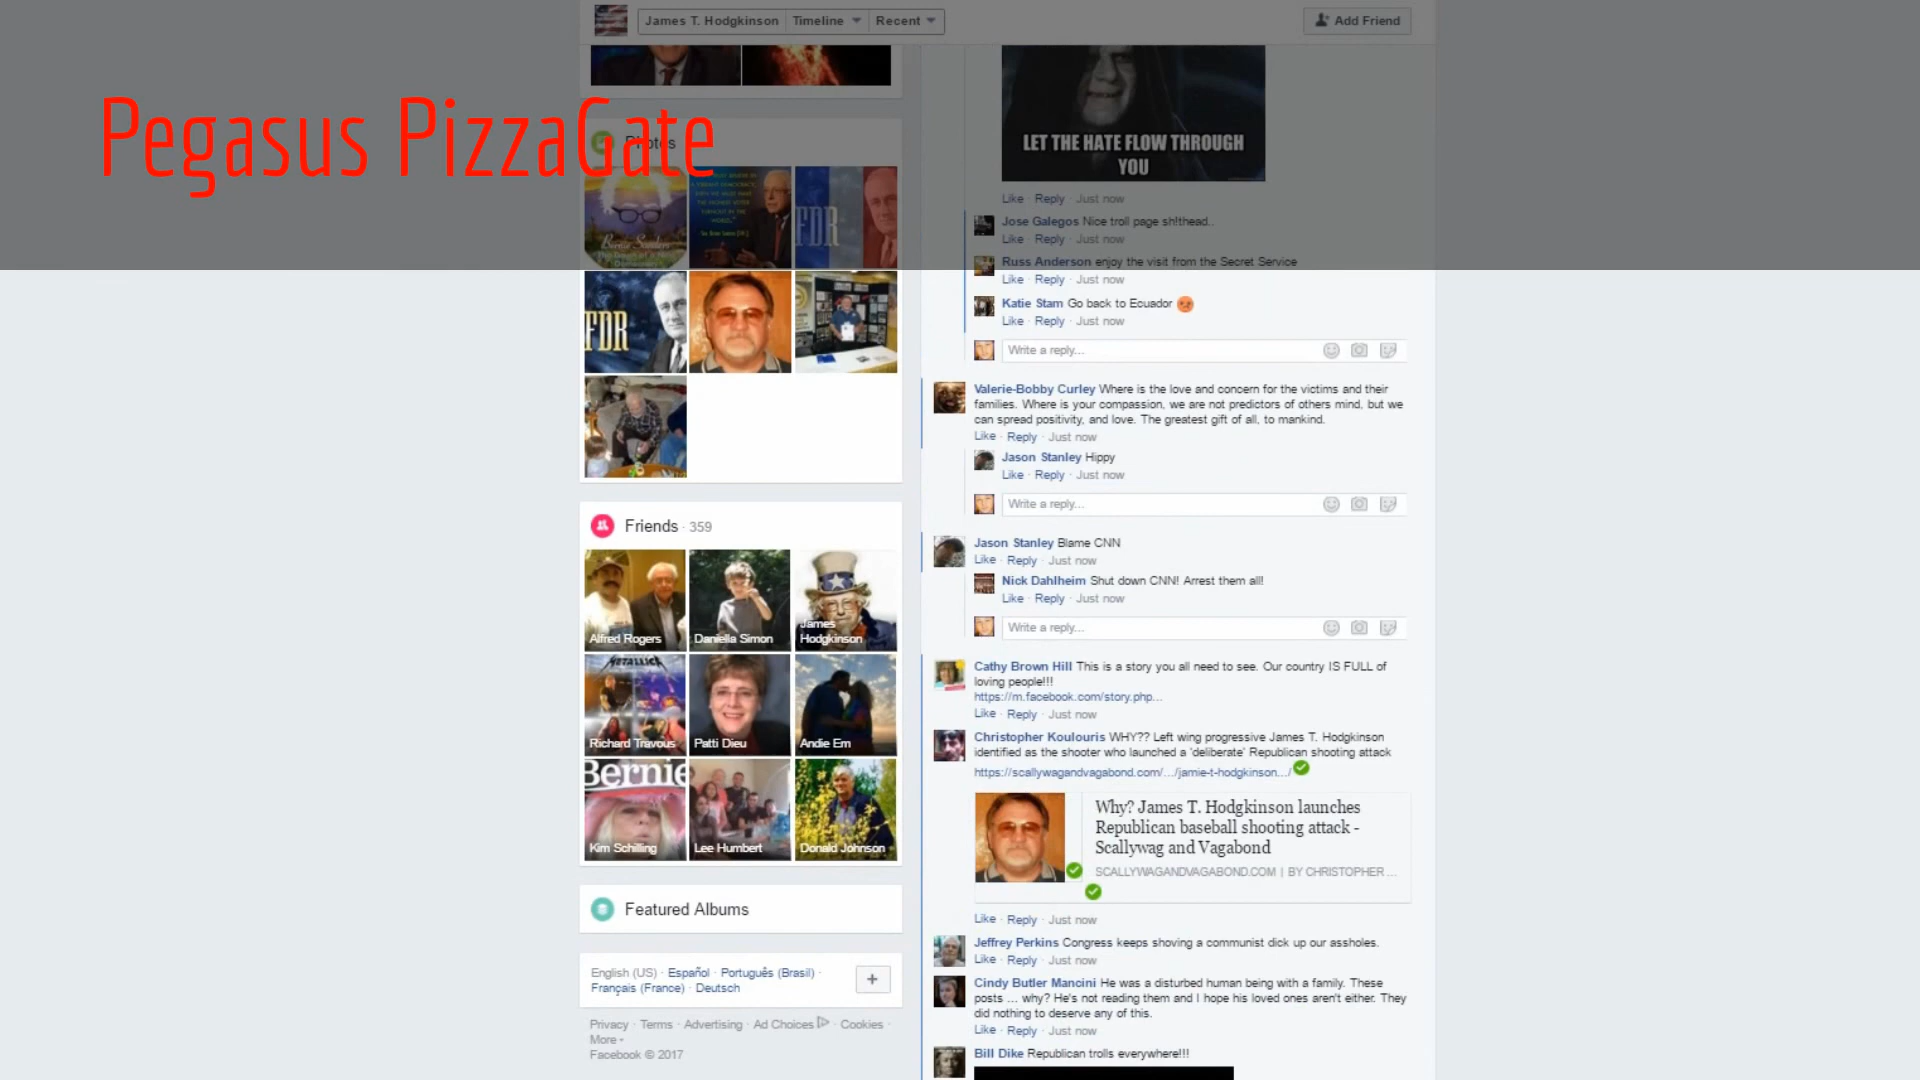 James T. Hodgkinson
Timeline
Recent
Add Friend
Pegasus PizzaGate
Photos
Bernie Sanders
FDR
FDR
Friends · 359
Alfred Rogers
Daniella Simon
James
Hodgkinson
METALLICA
Richard Travous
Patti Dieu
Andie Em
Bernie
Kim Schilling
Lee Humbert
Donald Johnson
Featured Albums
English (US) · Español · Português (Brasil) ·
Français (France) · Deutsch
+
Privacy · Terms · Advertising · Ad Choices · Cookies ·
More
Facebook © 2017
LET THE HATE FLOW THROUGH
YOU
Like · Reply · Just now
Jose Galegos Nice troll page sh!thead..
Like · Reply · Just now
Russ Anderson enjoy the visit from the Secret Service
Like · Reply · Just now
Katie Stam Go back to Ecuador 😡
Like · Reply · Just now
Write a reply...
Valerie-Bobby Curley Where is the love and concern for the victims and their
families. Where is your compassion, we are not predictors of others mind, but we
can spread positivity, and love. The greatest gift of all, to mankind.
Like · Reply · Just now
Jason Stanley Hippy
Like · Reply · Just now
Write a reply...
Jason Stanley Blame CNN
Like · Reply · Just now
Nick Dahlheim Shut down CNN! Arrest them all!
Like · Reply · Just now
Write a reply...
Cathy Brown Hill This is a story you all need to see. Our country IS FULL of
loving people!!!
https://m.facebook.com/story.php...
Like · Reply · Just now
Christopher Koulouris WHY?? Left wing progressive James T. Hodgkinson
identified as the shooter who launched a 'deliberate' Republican shooting attack
https://scallywagandvagabond.com/.../jamie-t-hodgkinson.../
Why? James T. Hodgkinson launches
Republican baseball shooting attack -
Scallywag and Vagabond
SCALLYWAGANDVAGABOND.COM | BY CHRISTOPHER ...
Like · Reply · Just now
Jeffrey Perkins Congress keeps shoving a communist dick up our assholes.
Like · Reply · Just now
Cindy Butler Mancini He was a disturbed human being with a family. These
posts ... why? He's not reading them and I hope his loved ones aren't either. They
did nothing to deserve any of this.
Like · Reply · Just now
Bill Dike Republican trolls everywhere!!!